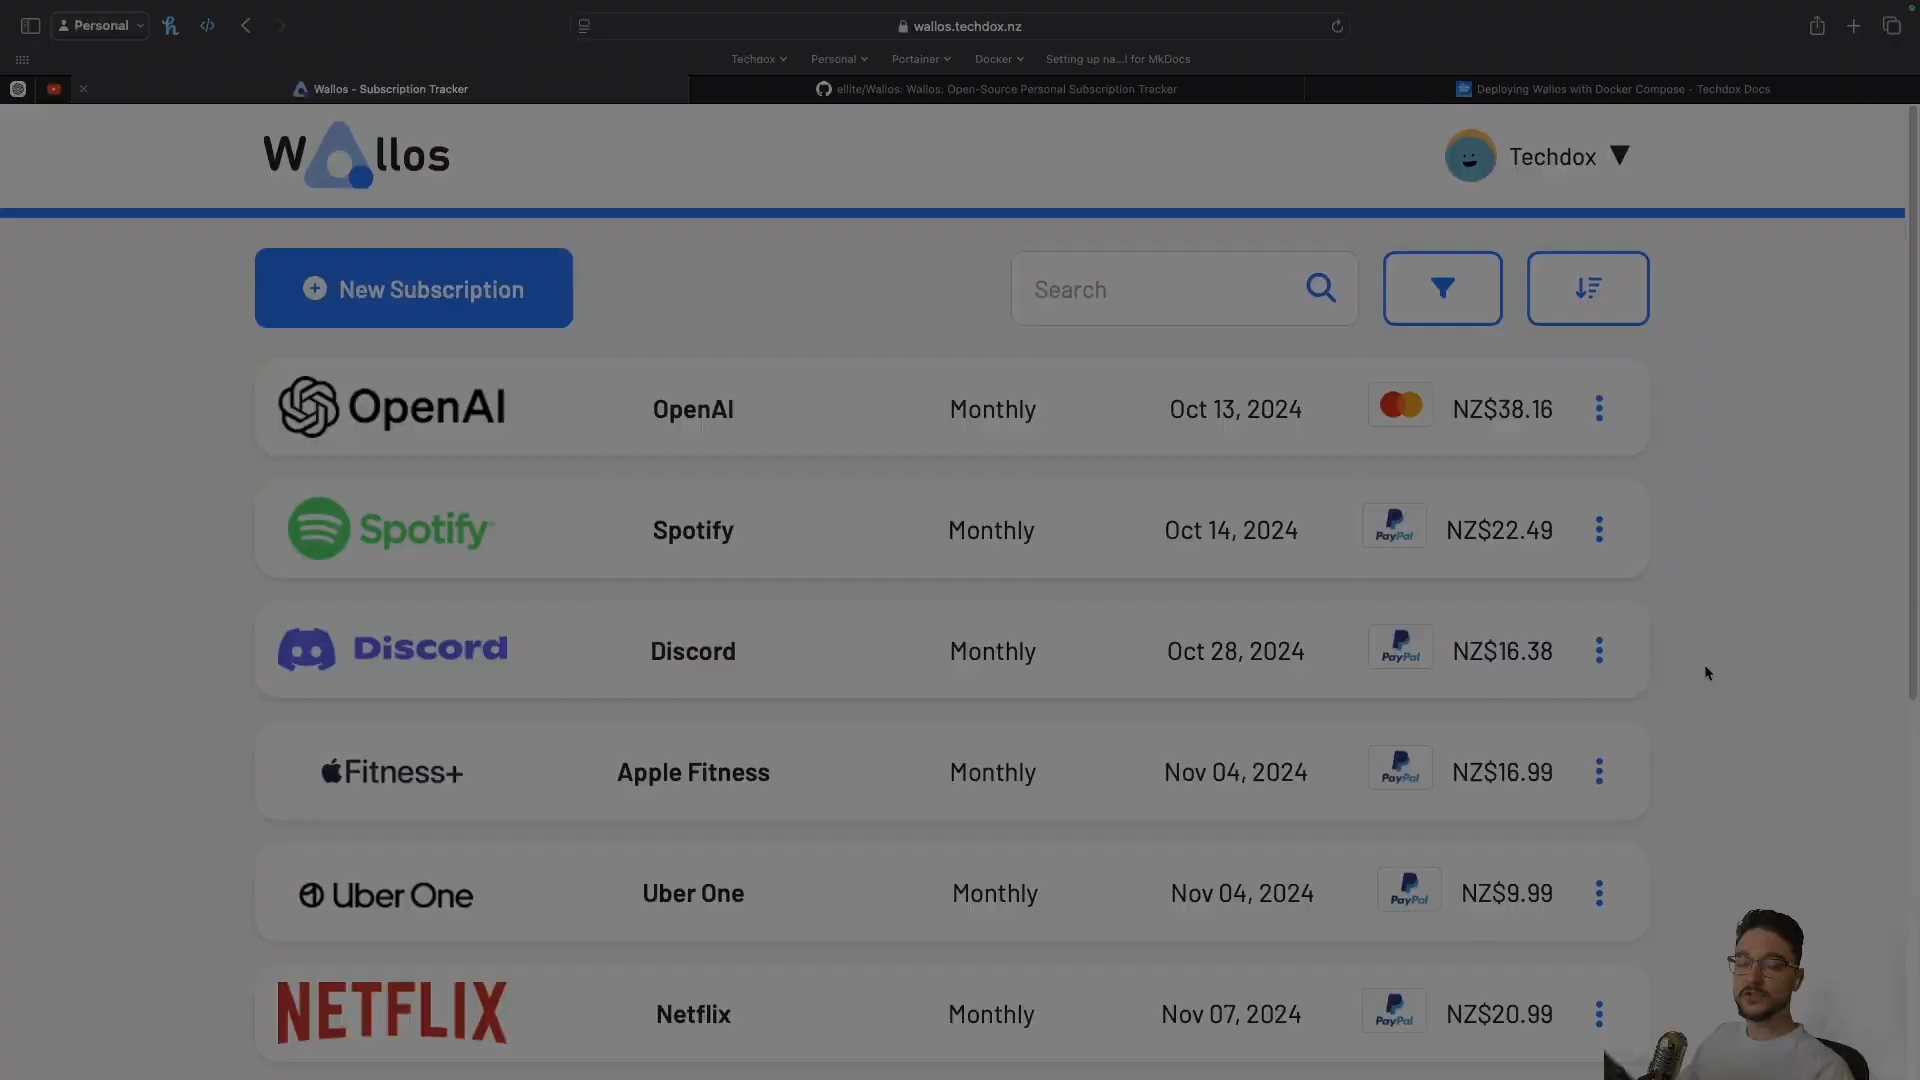 Personal
wallos.techdox.nz
Techdox Personal Portainer Docker Setting up na...l for MkDocs
Wallos - Subscription Tracker
ellite/Wallos: Wallos: Open-Source Personal Subscription Tracker
Deploying Wallos with Docker Compose - Techdox Docs
Wallos
Techdox
New Subscription
Search
OpenAI OpenAI Monthly Oct 13, 2024 NZ$38.16
Spotify Spotify Monthly Oct 14, 2024 PayPal NZ$22.49
Discord Discord Monthly Oct 28, 2024 PayPal NZ$16.38
Fitness+ Apple Fitness Monthly Nov 04, 2024 PayPal NZ$16.99
Uber One Uber One Monthly Nov 04, 2024 PayPal NZ$9.99
NETFLIX Netflix Monthly Nov 07, 2024 PayPal NZ$20.99